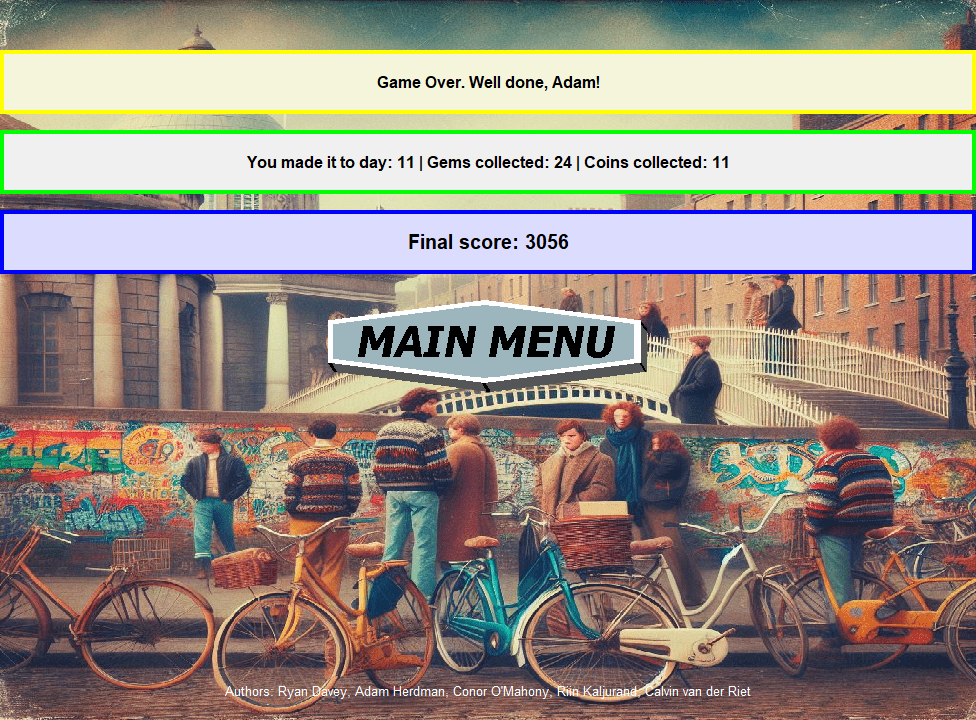 Game Over. Well done, Adam!
You made it to day: 11 | Gems collected: 24 | Coins collected: 11
Final score: 3056
MAIN MENU
Authors: Ryan Davey, Adam Herdman, Conor O'Mahony, Riin Kaljurand, Calvin van der Riet